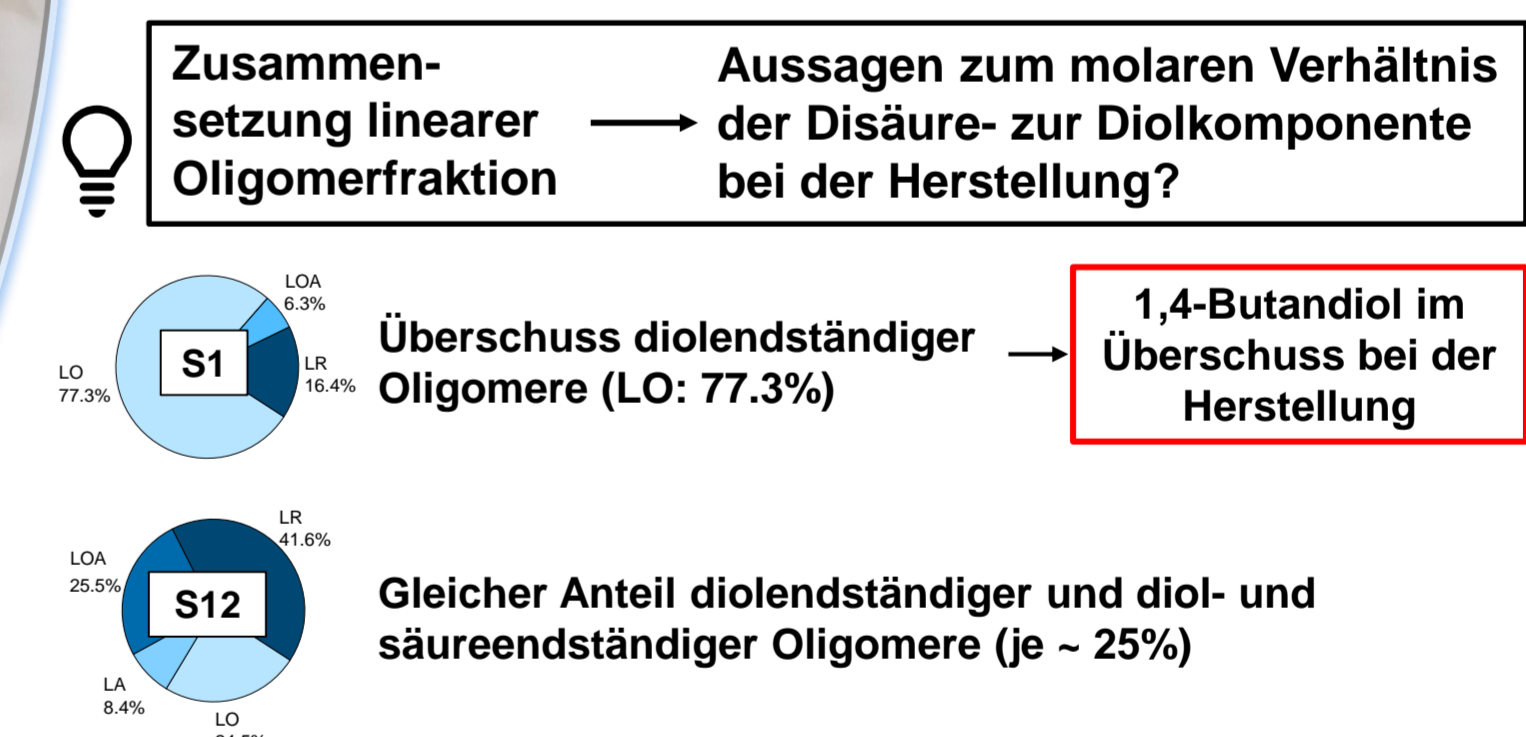 Zusammen-
setzung linearer
Oligomerfraktion
Aussagen zum molaren Verhältnis
der Disäure- zur Diolkomponente
bei der Herstellung?
LOA
6.3%
S1
LR
16.4%
LO
77.3%
Überschuss diolendständiger
Oligomere (LO: 77.3%)
1,4-Butandiol im
Überschuss bei der
Herstellung
LR
41.6%
LOA
25.5%
S12
LA
8.4%
LO
Gleicher Anteil diolendständiger und diol- und
säureendständiger Oligomere (je ~ 25%)